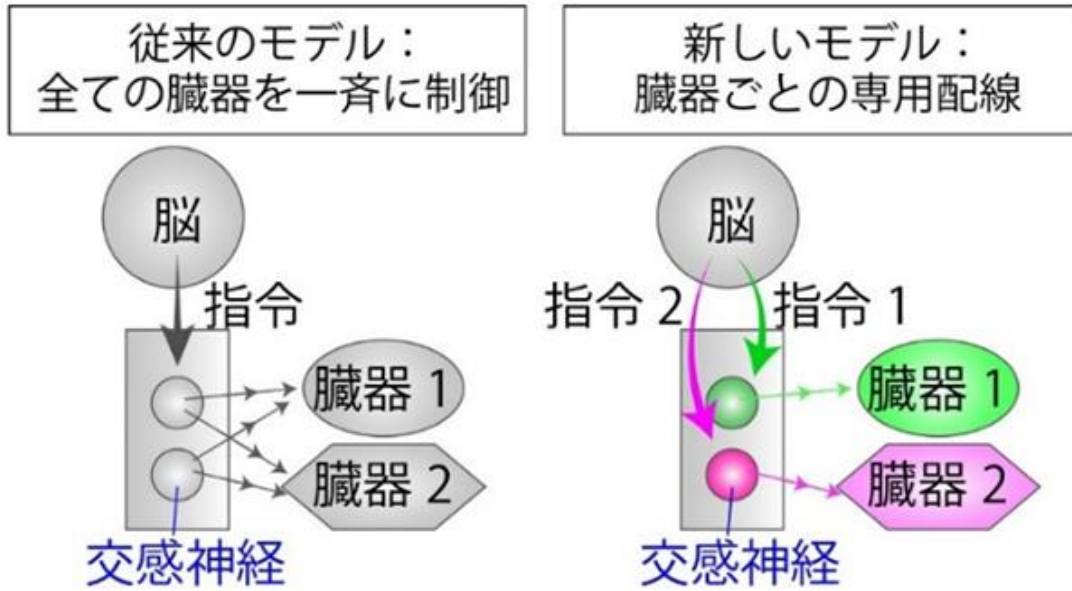 従来のモデル：
全ての臓器を一斉に制御
脳
指令
臓器 1
臓器 2
交感神経
新しいモデル：
臓器ごとの専用配線
脳
指令 2
指令 1
臓器 1
臓器 2
交感神経